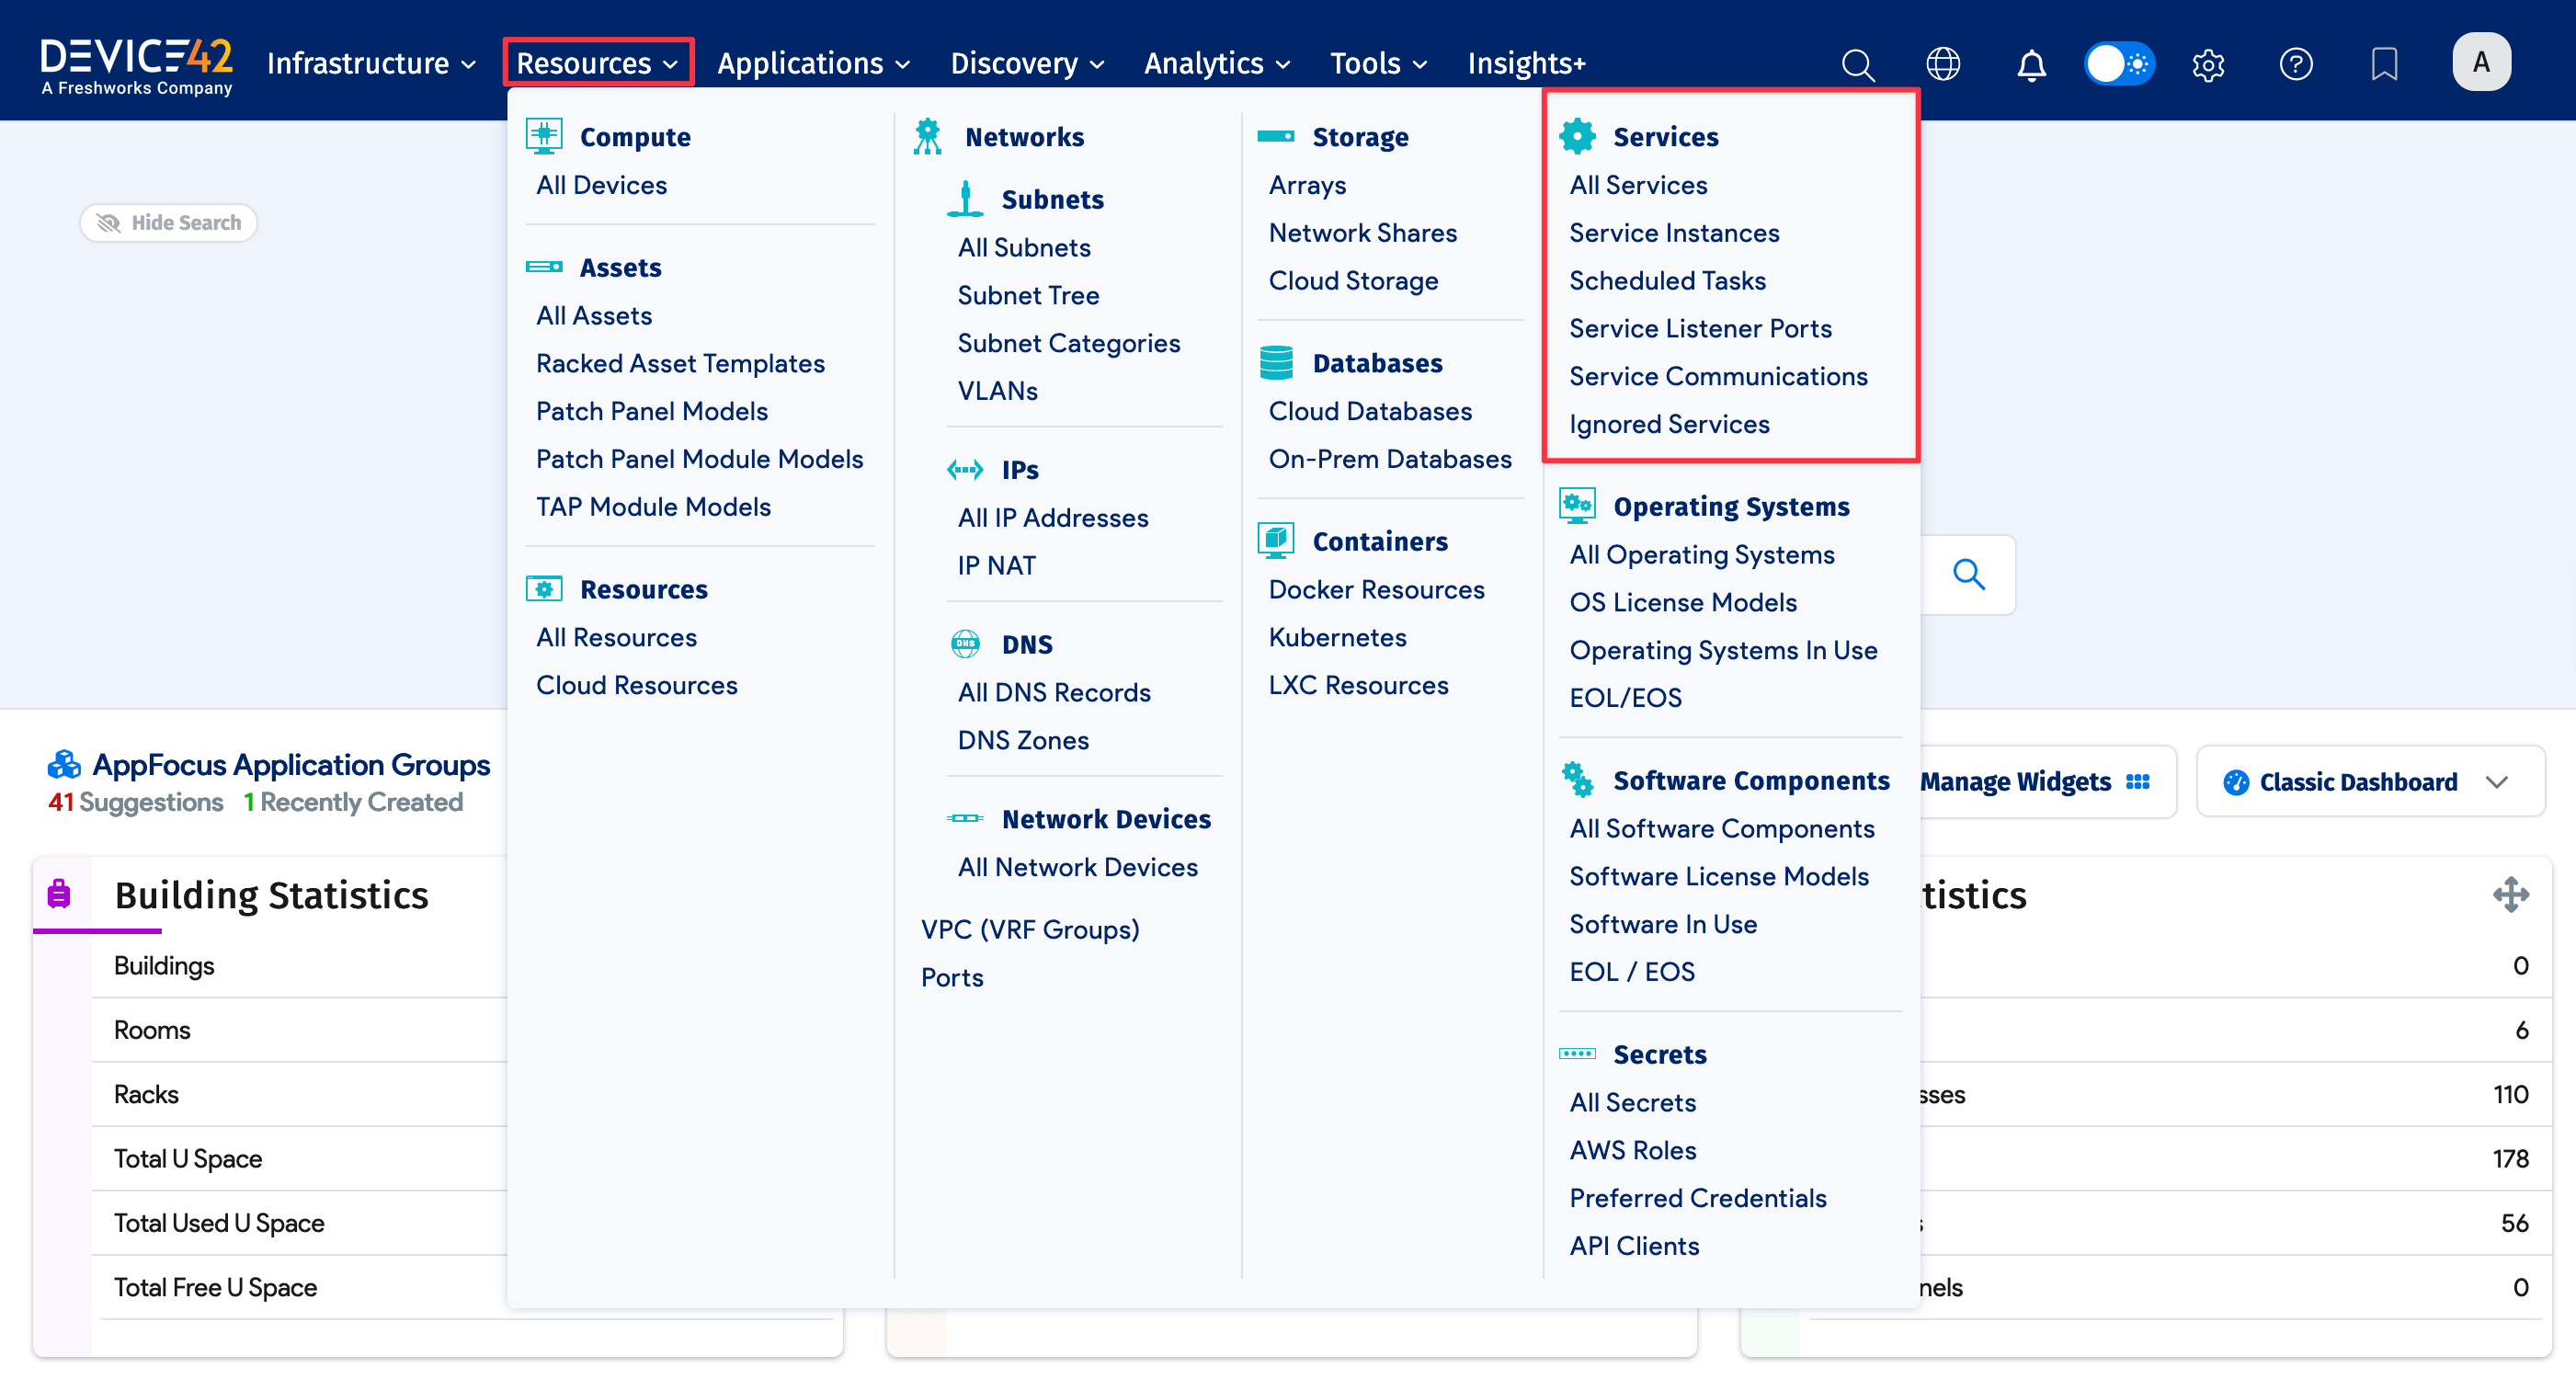 DEVICE42
A Freshworks Company
Infrastructure
Resources
Applications
Discovery
Analytics
Tools
Insights+
A
Hide Search
Compute
All Devices
Assets
All Assets
Racked Asset Templates
Patch Panel Models
Patch Panel Module Models
TAP Module Models
Resources
All Resources
Cloud Resources
Networks
Subnets
All Subnets
Subnet Tree
Subnet Categories
VLANs
IPs
All IP Addresses
IP NAT
DNS
DNS
All DNS Records
DNS Zones
Network Devices
All Network Devices
VPC (VRF Groups)
Ports
Storage
Arrays
Network Shares
Cloud Storage
Databases
Cloud Databases
On-Prem Databases
Containers
Docker Resources
Kubernetes
LXC Resources
Services
All Services
Service Instances
Scheduled Tasks
Service Listener Ports
Service Communications
Ignored Services
Operating Systems
All Operating Systems
OS License Models
Operating Systems In Use
EOL/EOS
Software Components
All Software Components
Software License Models
Software In Use
EOL / EOS
Secrets
All Secrets
AWS Roles
Preferred Credentials
API Clients
AppFocus Application Groups
41 Suggestions 1 Recently Created
Manage Widgets
Classic Dashboard
Building Statistics
Buildings
Rooms
Racks
Total U Space
Total Used U Space
Total Free U Space
tistics
0
6
sses 110
178
s 56
nels 0